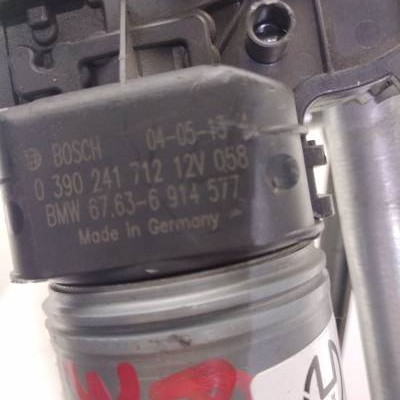 BOSCH 04-05-13
0 390 241 712 12V 058
BMW 67.63-6 914 577
Made in Germany